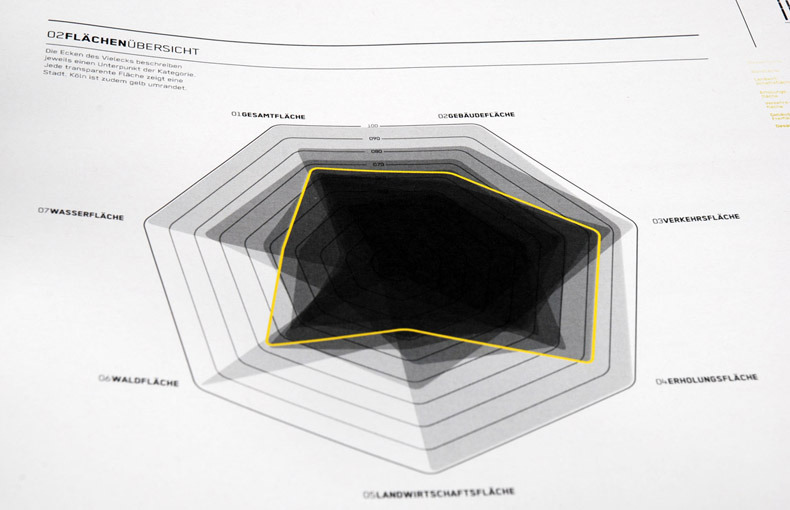 02FLÄCHENÜBERSICHT
Die Ecken des Vielecks beschreiben
jeweils einen Unterpunkt der Kategorie.
Jede transparente Fläche zeigt eine
Stadt. Köln ist zudem gelb umrandet.
01GESAMTFLÄCHE
02GEBÄUDEFLÄCHE
100
090
080
070
07WASSERFLÄCHE
03VERKEHRSFLÄCHE
06WALDFLÄCHE
04ERHOLUNGSFLÄCHE
05LANDWIRTSCHAFTSFLÄCHE